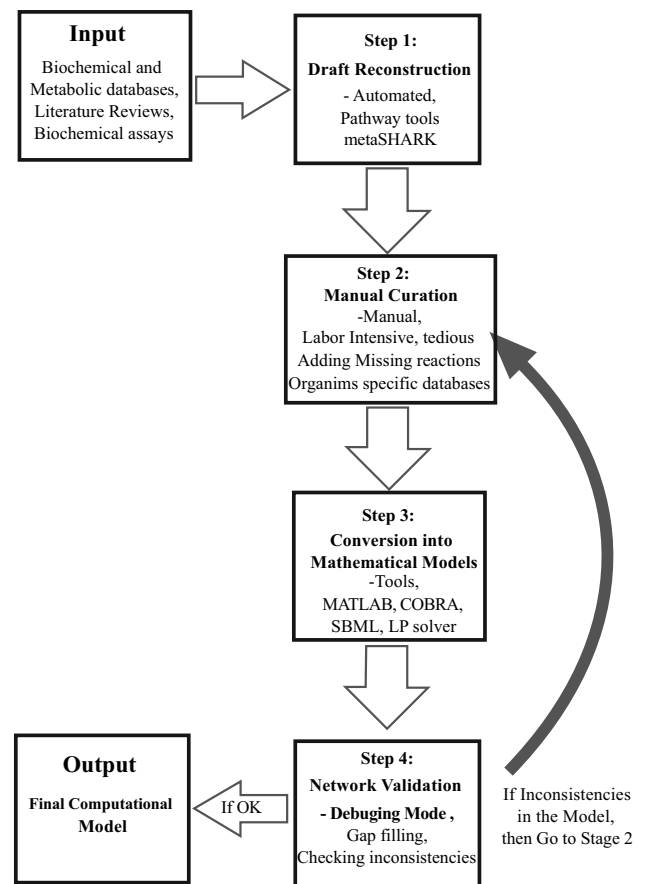 Input
Biochemical and
Metabolic databases,
Literature Reviews,
Biochemical assays
Step 1:
Draft Reconstruction
- Automated,
Pathway tools
metaSHARK
Step 2:
Manual Curation
-Manual,
Labor Intensive, tedious
Adding Missing reactions
Organims specific databases
Step 3:
Conversion into
Mathematical Models
-Tools,
MATLAB, COBRA,
SBML, LP solver
Step 4:
Network Validation
- Debuging Mode ,
Gap filling,
Checking inconsistencies
If Inconsistencies
in the Model,
then Go to Stage 2
If OK
Output
Final Computational
Model